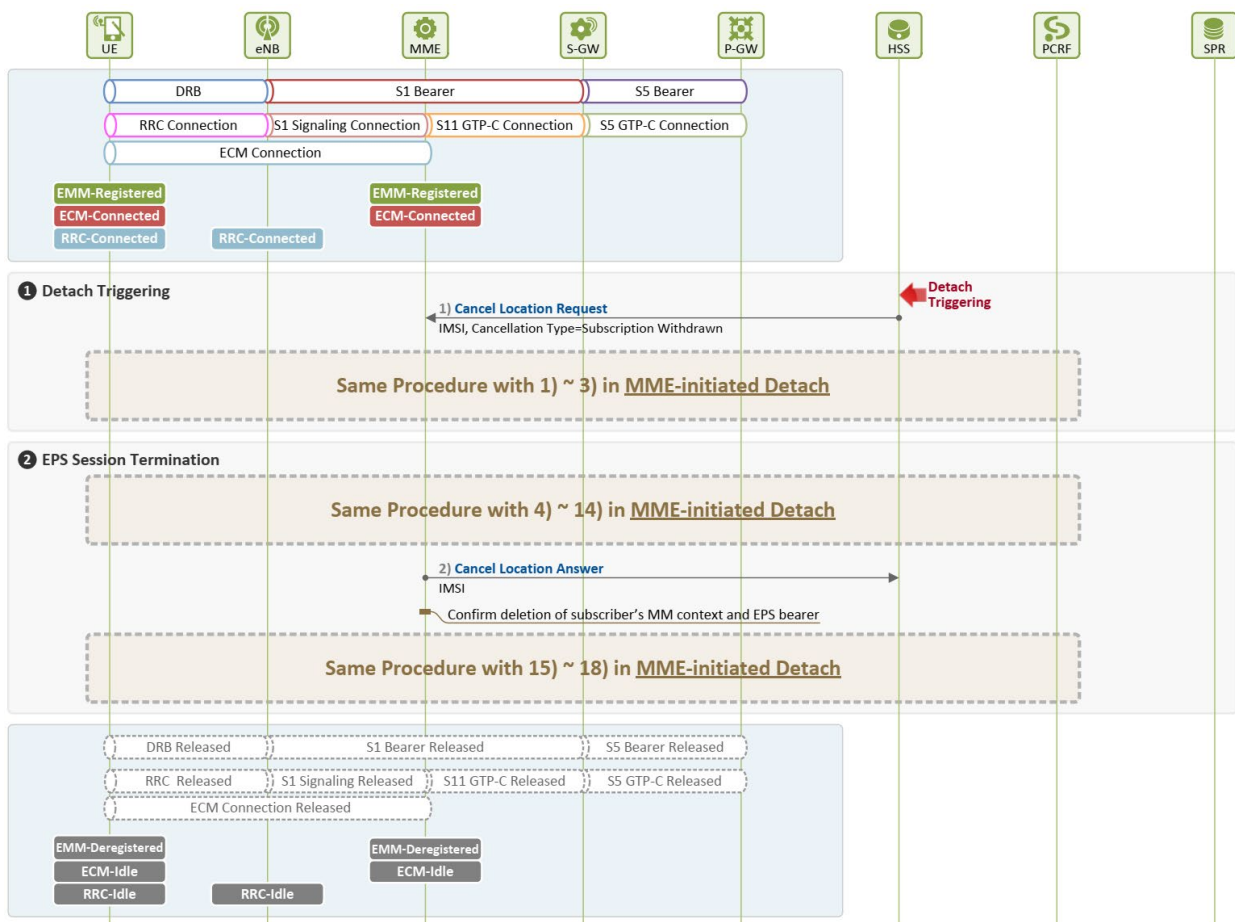 UE
eNB
MME
S-GW
P-GW
HSS
PCRF
SPR
DRB
S1 Bearer
S5 Bearer
RRC Connection
S1 Signaling Connection
S11 GTP-C Connection
S5 GTP-C Connection
ECM Connection
EMM-Registered
EMM-Registered
ECM-Connected
ECM-Connected
RRC-Connected
RRC-Connected
❶ Detach Triggering
Detach
Triggering
1) Cancel Location Request
IMSI, Cancellation Type=Subscription Withdrawn
Same Procedure with 1) ~ 3) in MME-initiated Detach
❷ EPS Session Termination
Same Procedure with 4) ~ 14) in MME-initiated Detach
2) Cancel Location Answer
IMSI
Confirm deletion of subscriber’s MM context and EPS bearer
Same Procedure with 15) ~ 18) in MME-initiated Detach
DRB Released
S1 Bearer Released
S5 Bearer Released
RRC Released
S1 Signaling Released
S11 GTP-C Released
S5 GTP-C Released
ECM Connection Released
EMM-Deregistered
EMM-Deregistered
ECM-Idle
ECM-Idle
RRC-Idle
RRC-Idle